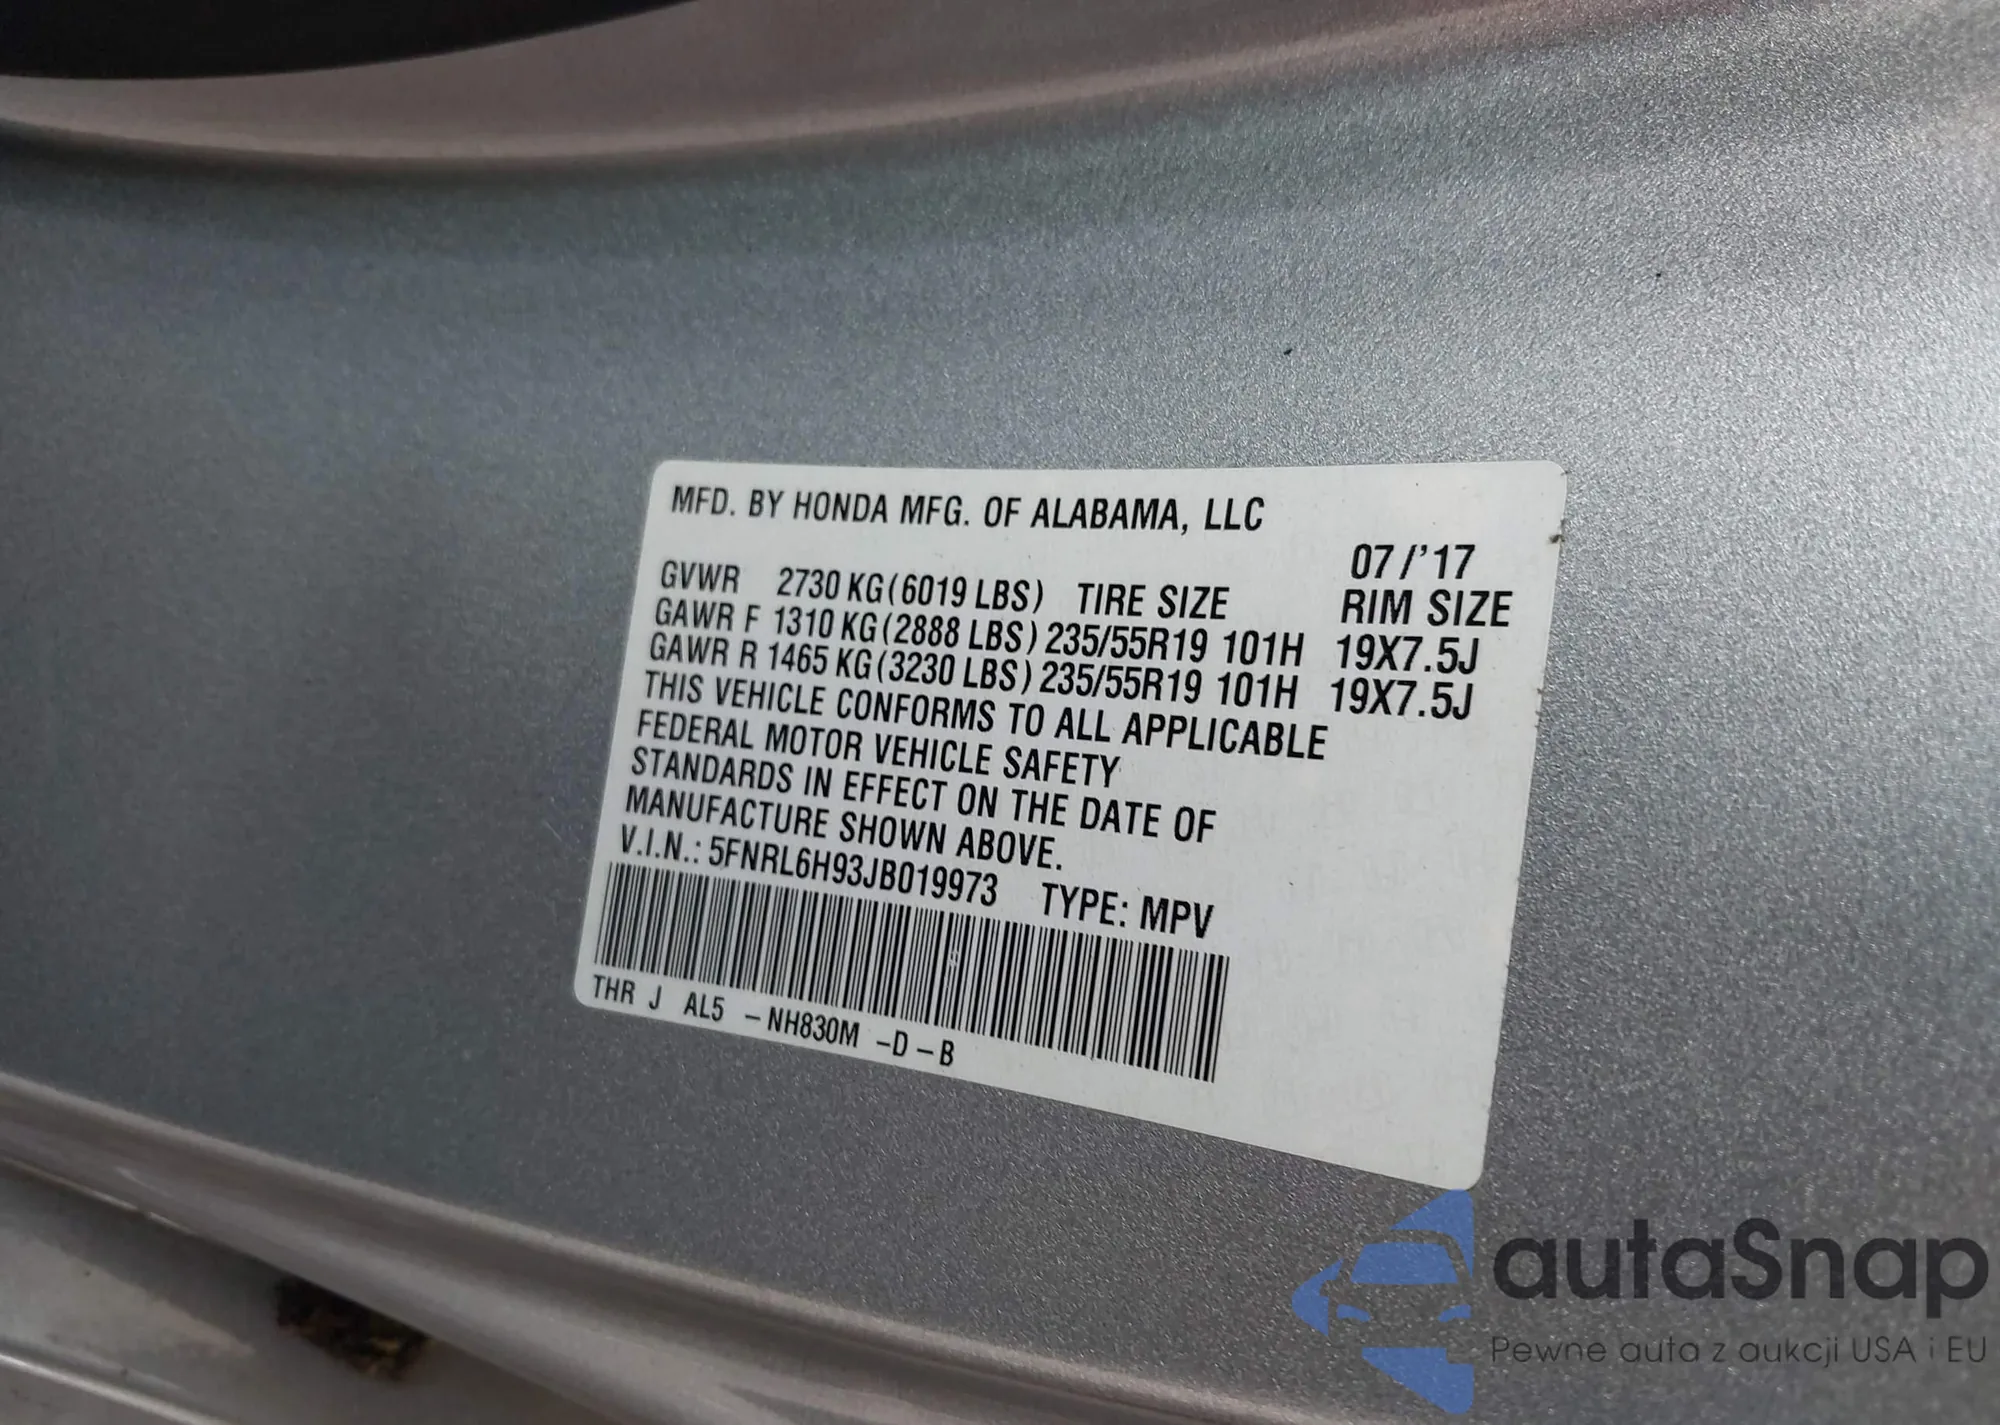 MFD. BY HONDA MFG. OF ALABAMA, LLC
07/'17
GVWR 2730 KG(6019 LBS) TIRE SIZE RIM SIZE
GAWR F 1310 KG(2888 LBS) 235/55R19 101H 19X7.5J
GAWR R 1465 KG(3230 LBS) 235/55R19 101H 19X7.5J
THIS VEHICLE CONFORMS TO ALL APPLICABLE
FEDERAL MOTOR VEHICLE SAFETY
STANDARDS IN EFFECT ON THE DATE OF
MANUFACTURE SHOWN ABOVE.
V.I.N.: 5FNRL6H93JB019973 TYPE: MPV
THR J AL5 –NH830M –D –B
autaSnap
Pewne auta z aukcji USA i EU